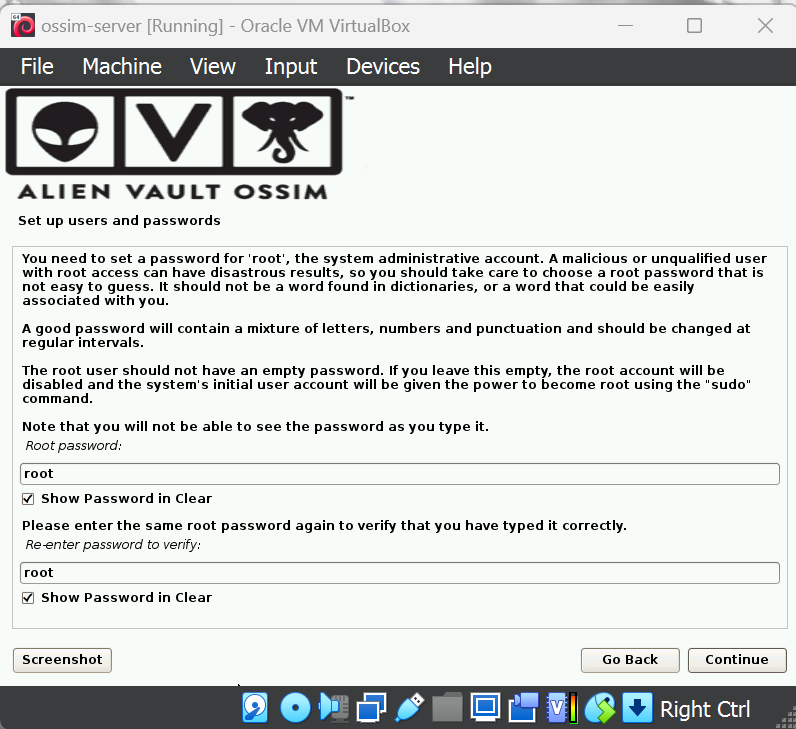 64
ossim-server [Running] - Oracle VM VirtualBox
File Machine View Input Devices Help
V ™
ALIEN VAULT OSSIM
Set up users and passwords
You need to set a password for 'root', the system administrative account. A malicious or unqualified user
with root access can have disastrous results, so you should take care to choose a root password that is
not easy to guess. It should not be a word found in dictionaries, or a word that could be easily
associated with you.
A good password will contain a mixture of letters, numbers and punctuation and should be changed at
regular intervals.
The root user should not have an empty password. If you leave this empty, the root account will be
disabled and the system's initial user account will be given the power to become root using the "sudo"
command.
Note that you will not be able to see the password as you type it.
Root password:
root
Show Password in Clear
Please enter the same root password again to verify that you have typed it correctly.
Re-enter password to verify:
root
Show Password in Clear
Screenshot Go Back Continue
V Right Ctrl